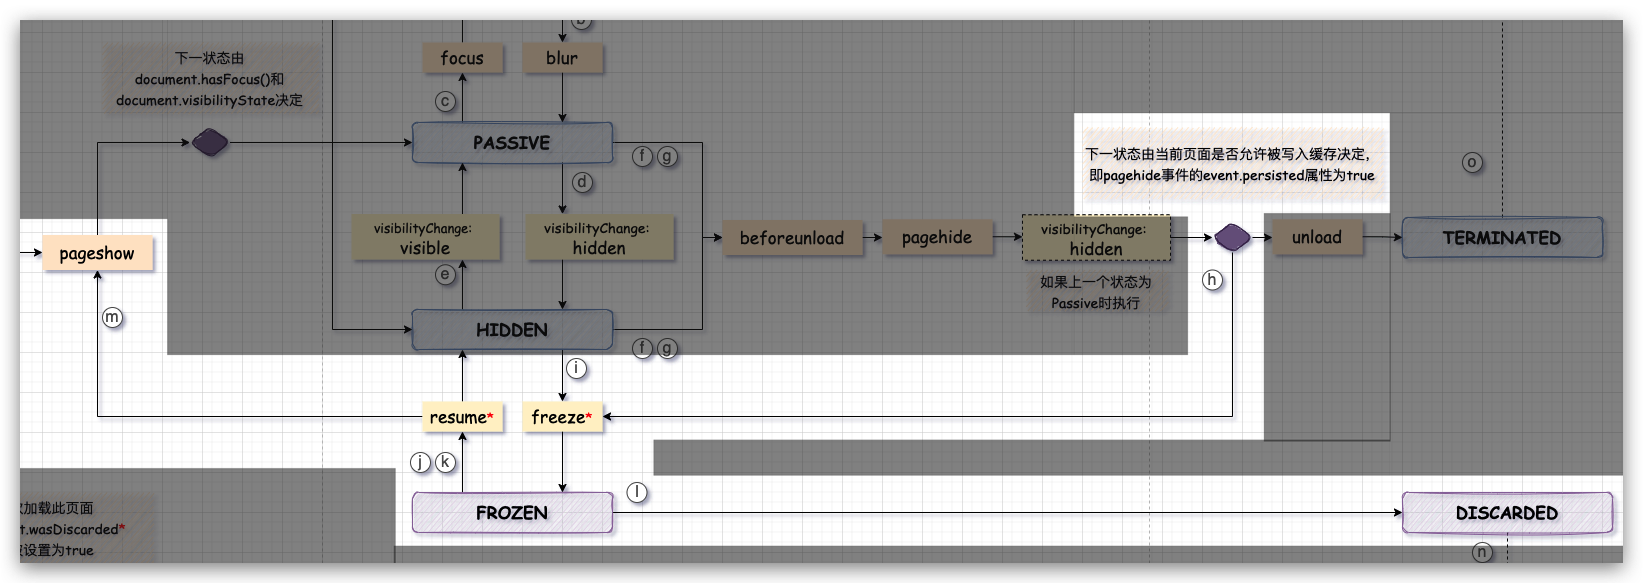 b
下一状态由
document.hasFocus()和
document.visibilityState决定
focus
blur
c
PASSIVE
f g
d
下一状态由当前页面是否允许被写入缓存决定，
即pagehide事件的event.persisted属性为true
o
visibilityChange:
visible
visibilityChange:
hidden
beforeunload
pagehide
visibilityChange:
hidden
unload
TERMINATED
pageshow
e
h
如果上一个状态为
Passive时执行
m
HIDDEN
f g
i
resume*
freeze*
j k
l
FROZEN
DISCARDED
加载此页面
t.wasDiscarded*
设置为true
n